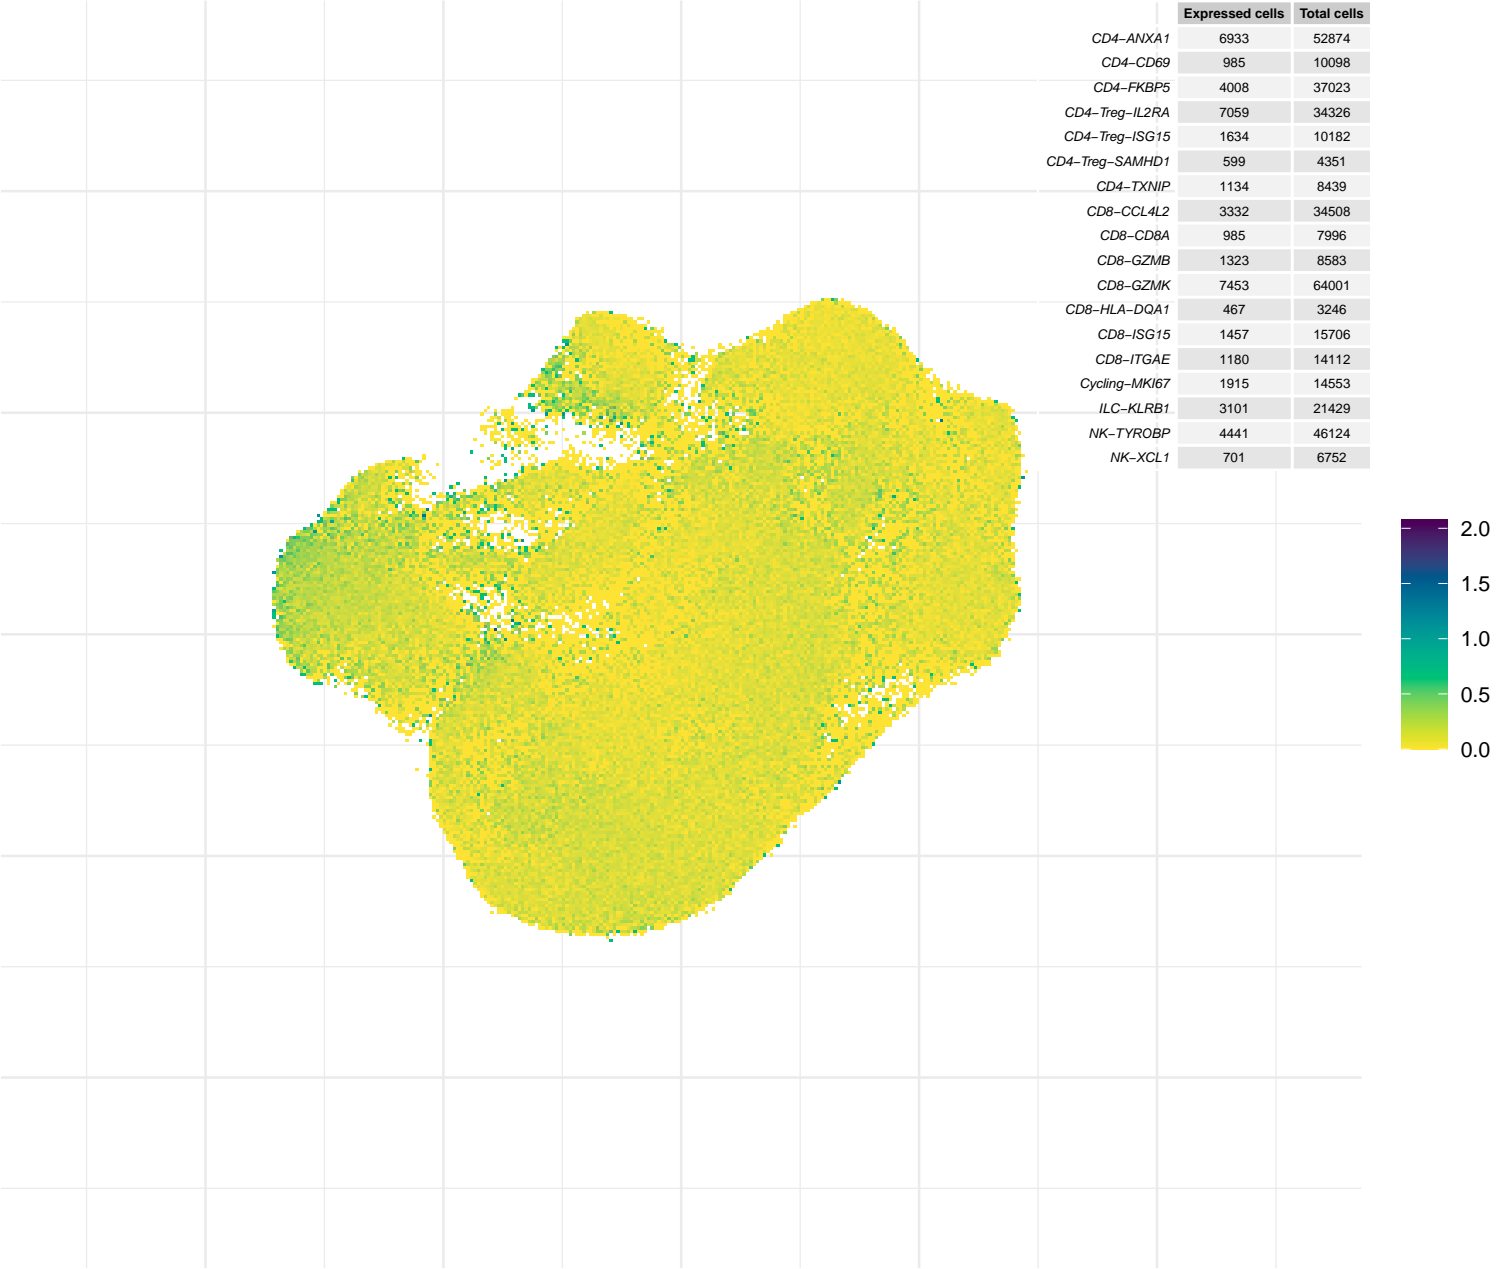 Expressed cells Total cells
CD4−ANXA1 6933 52874
CD4−CD69 985 10098
CD4−FKBP5 4008 37023
CD4−Treg−IL2RA 7059 34326
CD4−Treg−ISG15 1634 10182
CD4−Treg−SAMHD1 599 4351
CD4−TXNIP 1134 8439
CD8−CCL4L2 3332 34508
CD8−CD8A 985 7996
CD8−GZMB 1323 8583
CD8−GZMK 7453 64001
CD8−HLA−DQA1 467 3246
CD8−ISG15 1457 15706
CD8−ITGAE 1180 14112
Cycling−MKI67 1915 14553
ILC−KLRB1 3101 21429
NK−TYROBP 4441 46124
NK−XCL1 701 6752
2.0
1.5
1.0
0.5
0.0